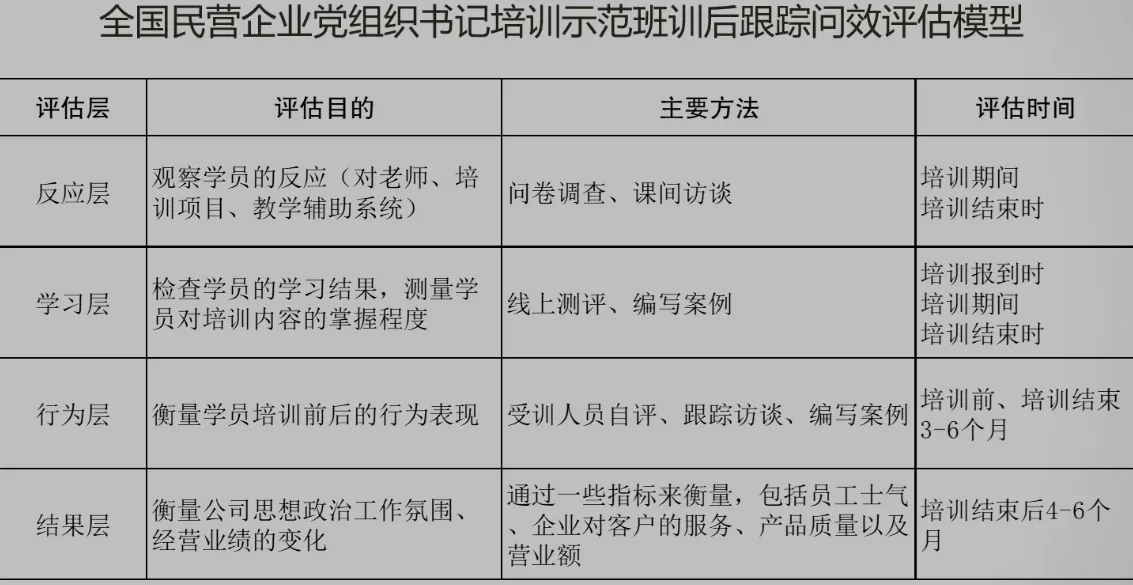 全国民营企业党组织书记培训示范班训后跟踪问效评估模型
评估层
评估目的
主要方法
评估时间
反应层
观察学员的反应（对老师、培
训项目、教学辅助系统）
问卷调查、课间访谈
培训期间
培训结束时
学习层
检查学员的学习结果，测量学
员对培训内容的掌握程度
线上测评、编写案例
培训报到时
培训期间
培训结束时
行为层
衡量学员培训前后的行为表现
受训人员自评、跟踪访谈、编写案例
培训前、培训结束
3-6个月
结果层
衡量公司思想政治工作氛围、
经营业绩的变化
通过一些指标来衡量，包括员工士气
、企业对客户的服务、产品质量以及
营业额
培训结束后4-6个
月